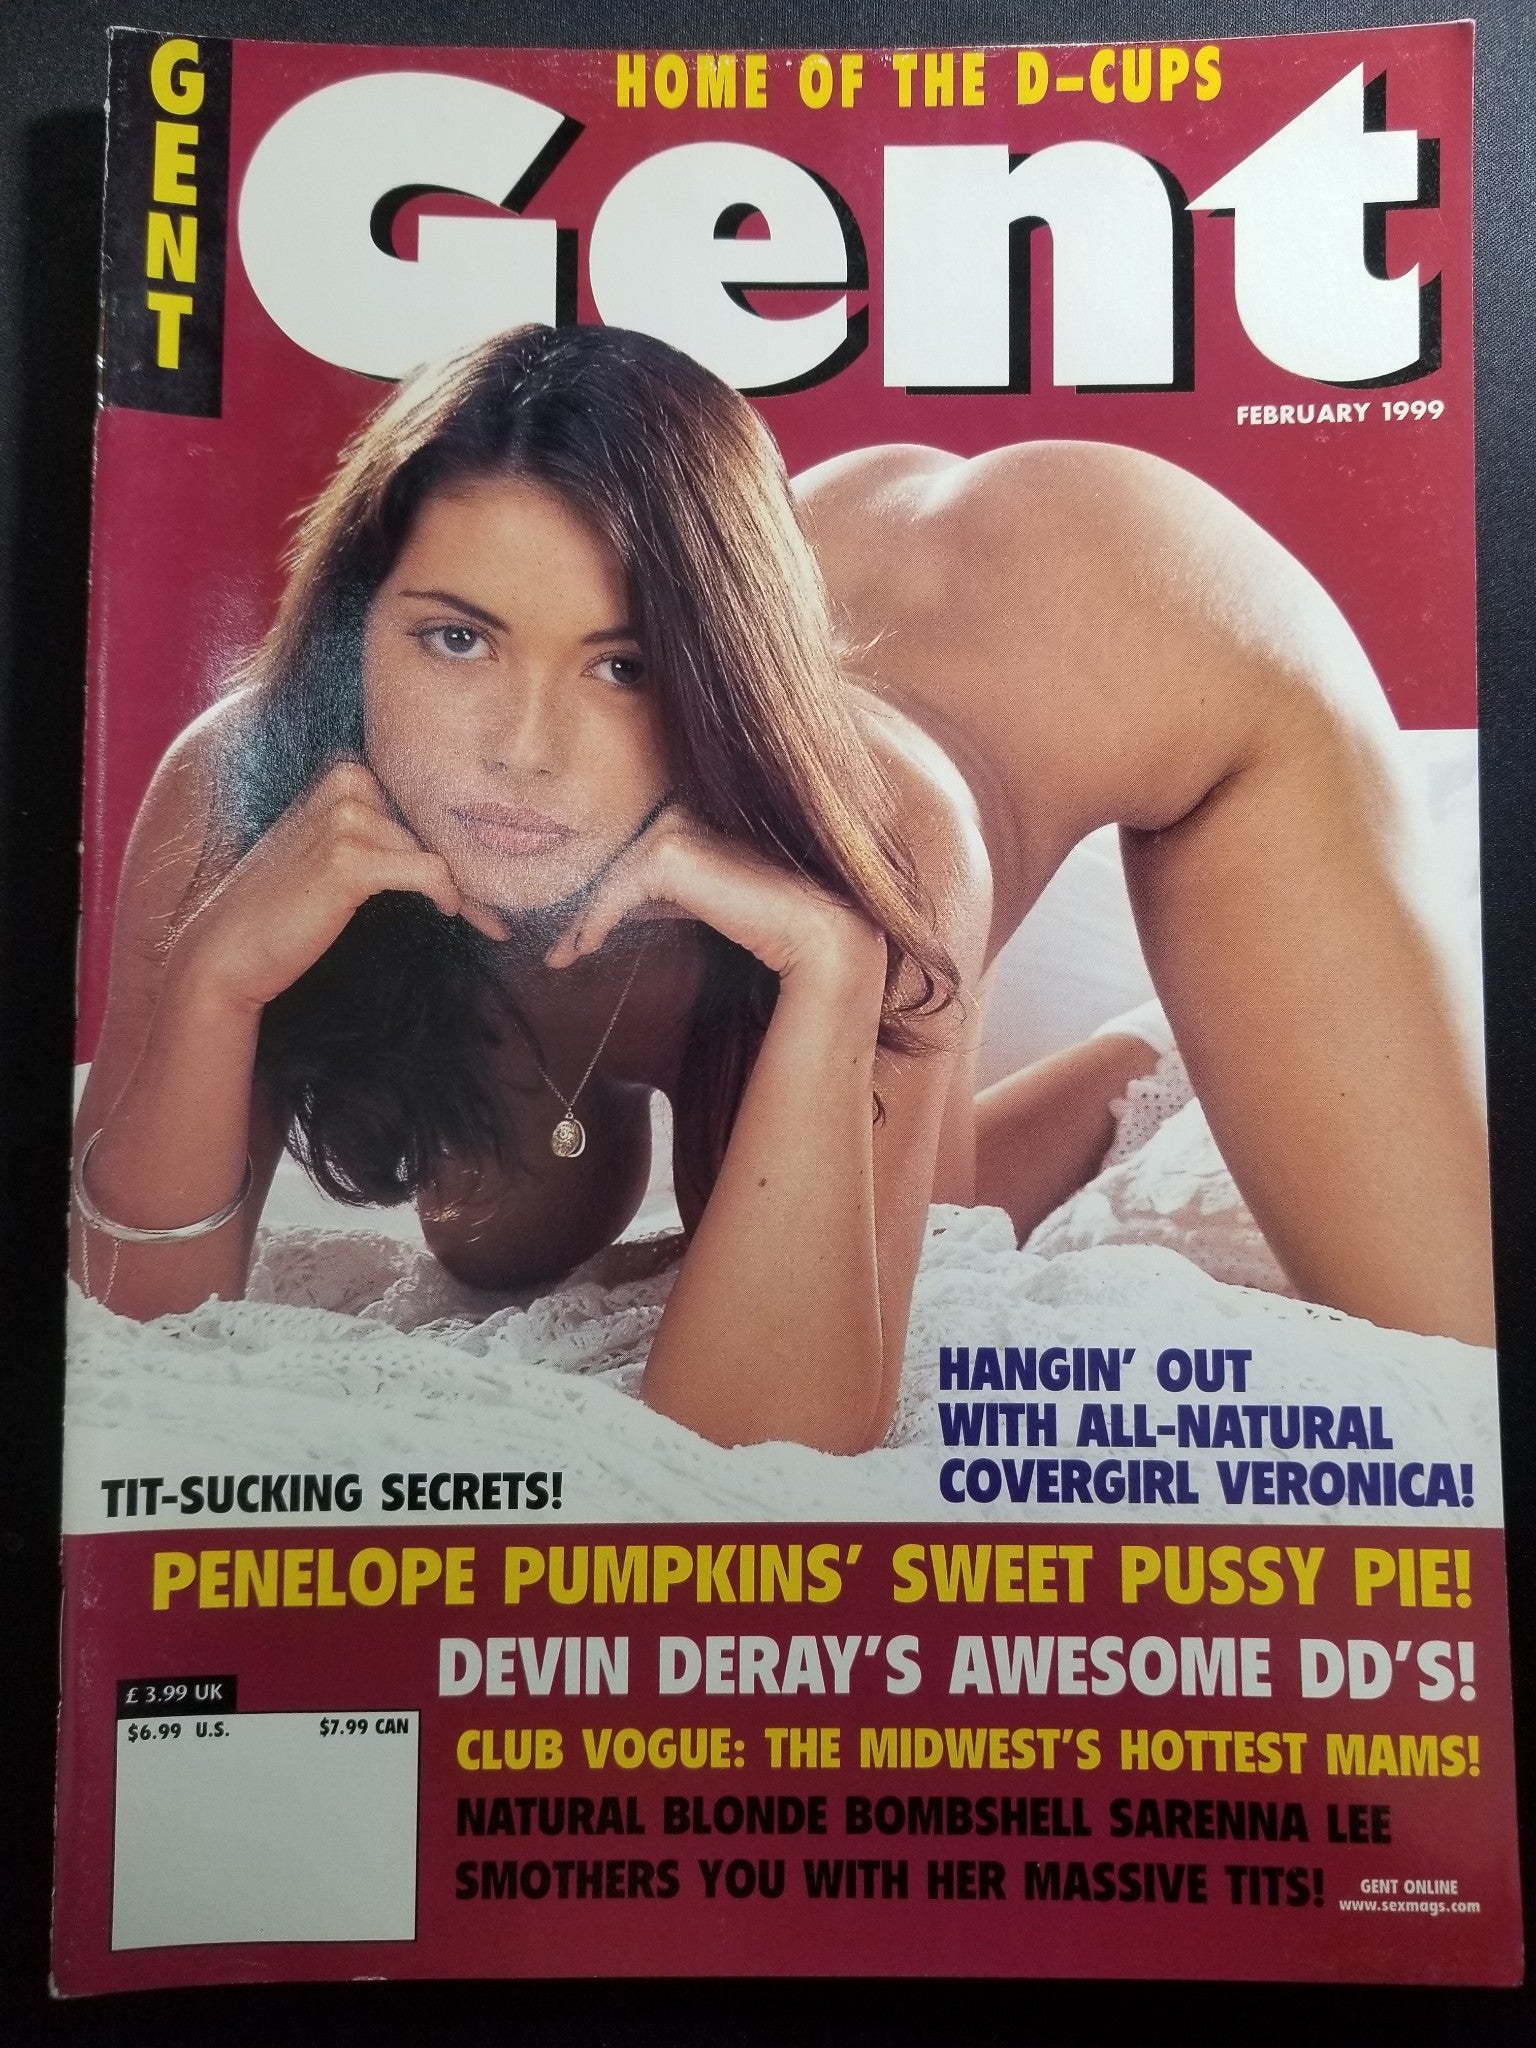 GENT
HOME OF THE D-CUPS
Gent
FEBRUARY 1999
HANGIN' OUT
WITH ALL-NATURAL
COVERGIRL VERONICA!
TIT-SUCKING SECRETS!
PENELOPE PUMPKINS' SWEET PUSSY PIE!
DEVIN DERAY'S AWESOME DD'S!
£ 3.99 UK
$6.99 U.S. $7.99 CAN
CLUB VOGUE: THE MIDWEST'S HOTTEST MAMS!
NATURAL BLONDE BOMBSHELL SARENNA LEE
SMOTHERS YOU WITH HER MASSIVE TITS!
GENT ONLINE
www.sexmags.com